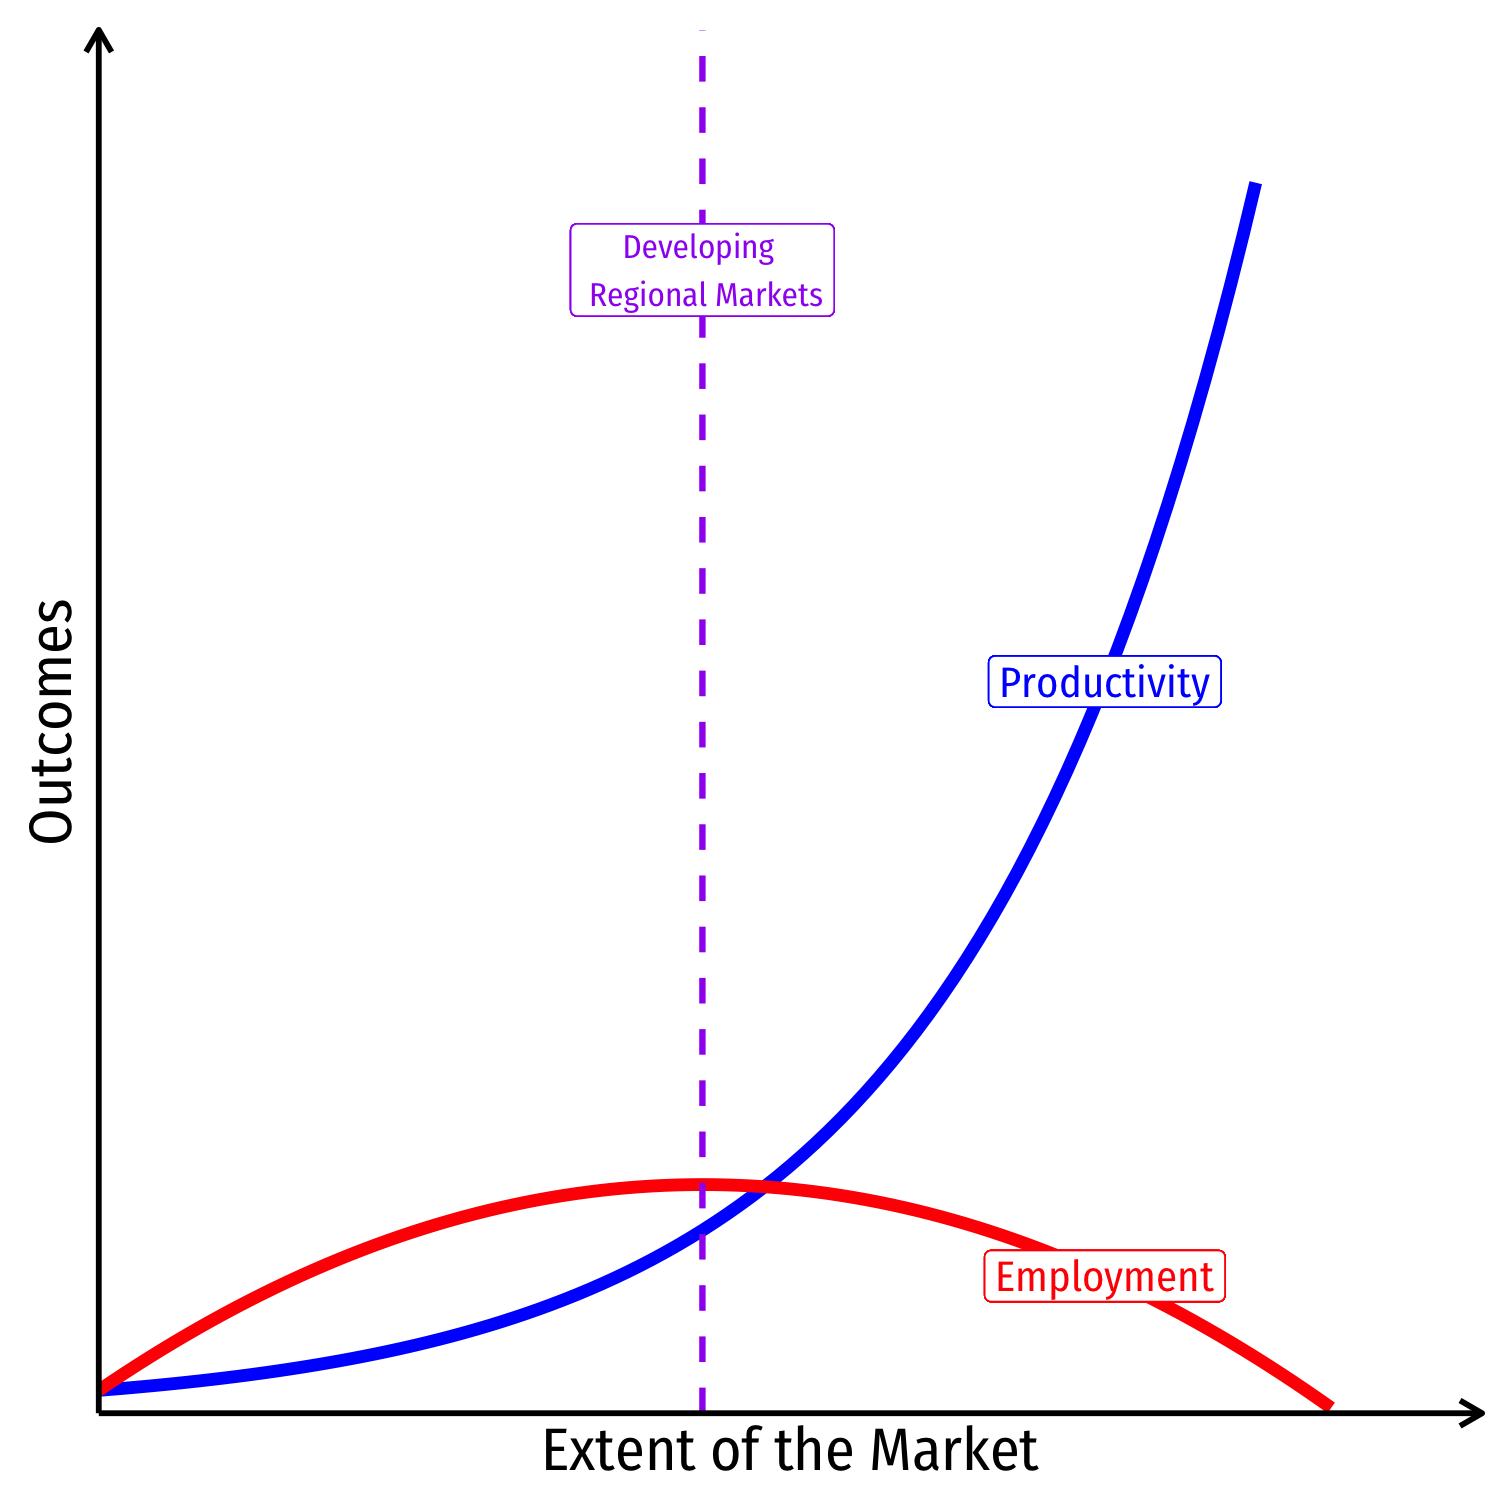 Developing
Regional Markets
Productivity
Outcomes
Employment
Extent of the Market